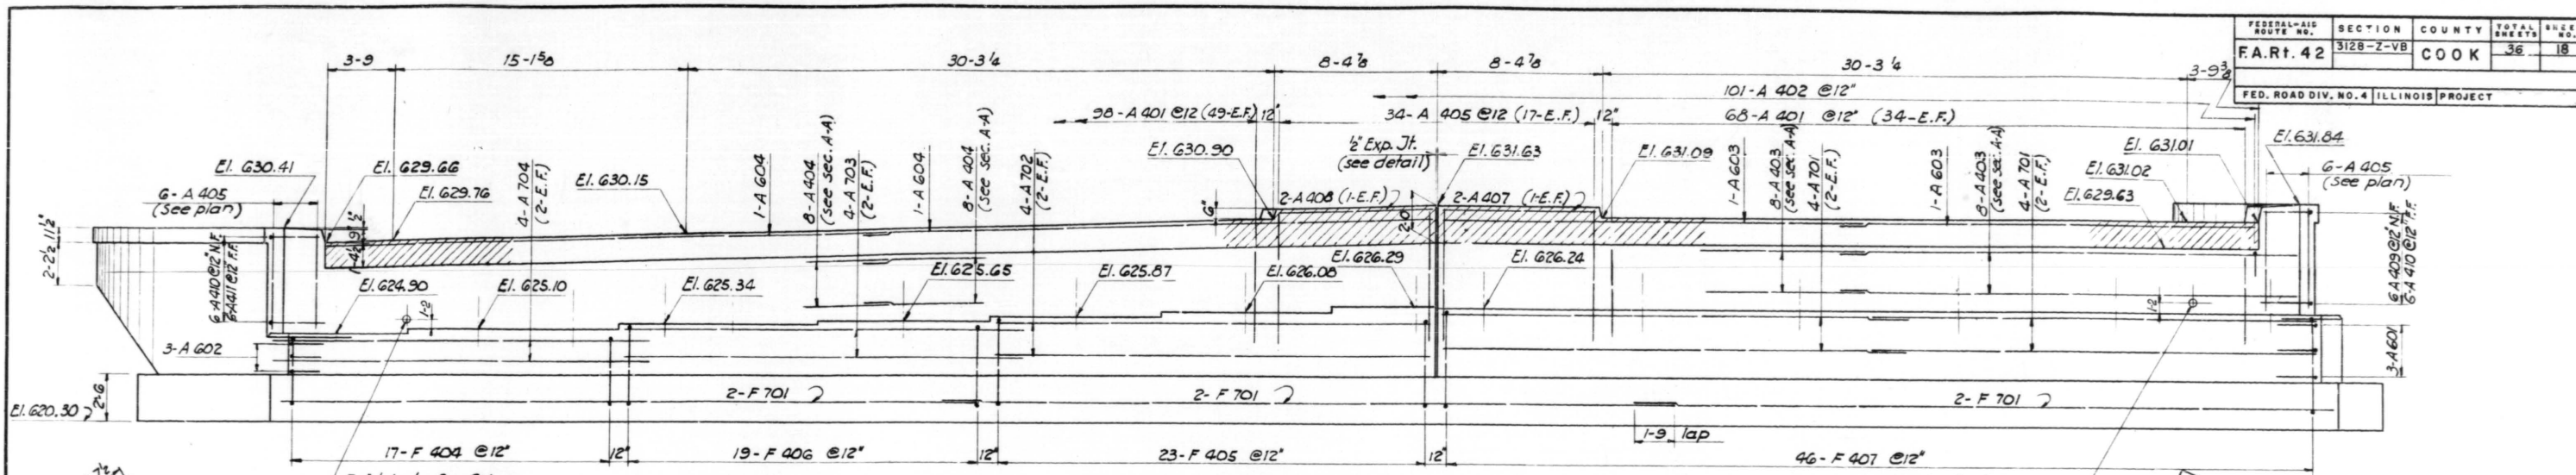 FEDERAL-AID ROUTE NO. SECTION COUNTY TOTAL SHEETS
F.A.Rt. 42 3128-Z-VB COOK 36 18
FED. ROAD DIV. NO. 4 ILLINOIS PROJECT
3-9 15-1⅝ 30-3¼ 8-4⅞ 8-4⅞ 30-3¼ 3-9⅜
101-A 402 @12"
98-A 401 @12 (49-E.F.) 12" 34-A 405 @12 (17-E.F.) 12" 68-A 401 @12" (34-E.F.)
El. 630.41
El. 629.66
6-A 405
(See plan)
El. 629.76
4-A 704
(2-E.F.)
El. 630.15
1-A 604
8-A 404
(see sec. A-A)
4-A 703
(2-E.F.)
1-A 604
8-A 404
(see sec. A-A)
4-A 702
(2-E.F.)
El. 630.90
½" Exp. Jt.
(see detail)
El. 631.63
El. 631.09
1-A 603
8-A 403
(see sec. A-A)
4-A 701
(2-E.F.)
1-A 603
8-A 403
(see sec. A-A)
4-A 701
(2-E.F.)
El. 631.01
El. 631.02
El. 629.63
El. 631.84
6-A 405
(see plan)
2-A 408 (1-E.F.) 2-A 407 (1-E.F.)
6"
2-0
2-2½
11½"
6-A 410 @12" N.F.
6-A 411 @12" F.F.
6-A 409 @12" N.F.
6-A 410 @12" F.F.
El. 624.90
1-2
El. 625.10
El. 625.34
El. 625.65
El. 625.87
El. 626.08
El. 626.29
El. 626.24
1-2
3-A 602
3-A 601
El. 620.30
2-6
2-F 701 2-F 701 2-F 701
1-9 lap
17-F 404 @12" 12" 19-F 406 @12" 12" 23-F 405 @12" 12" 46-F 407 @12"